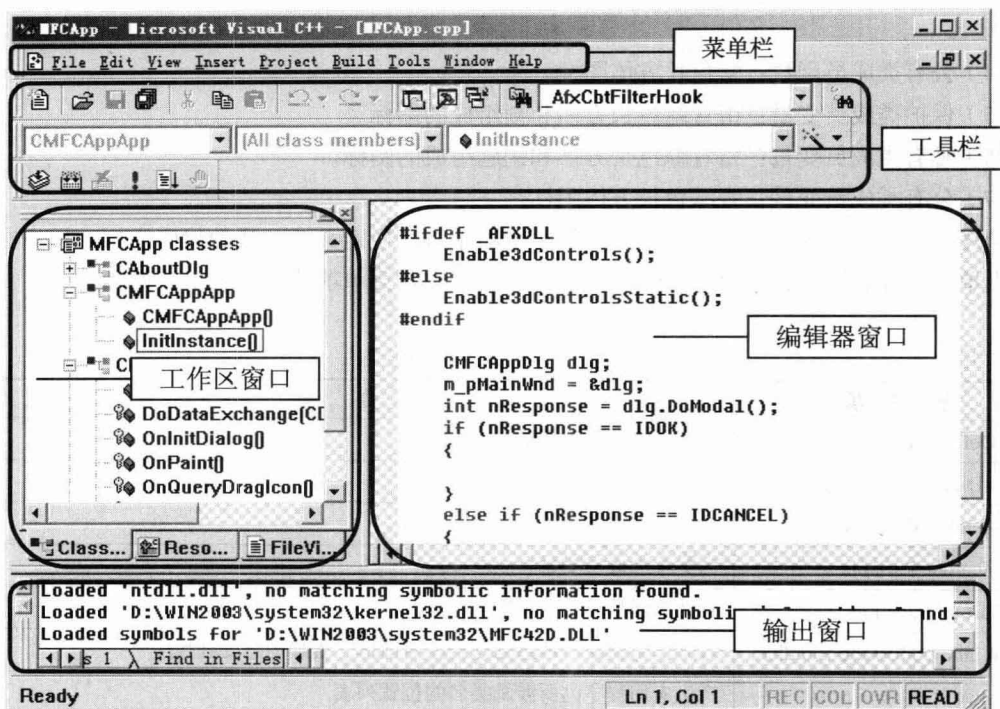 MFCApp - Microsoft Visual C++ - [MFCApp.cpp]
菜单栏
File Edit View Insert Project Build Tools Window Help
_AfxCbtFilterHook
CMFCAppApp
(All class members)
InitInstance
工具栏
MFCApp classes
CAboutDlg
CMFCAppApp
CMFCAppApp()
InitInstance()
工作区窗口
DoDataExchange(CD
OnInitDialog()
OnPaint()
OnQueryDragIcon()
Class... Reso... FileVi...
#ifdef _AFXDLL
Enable3dControls();
#else
Enable3dControlsStatic();
#endif
编辑器窗口
CMFCAppDlg dlg;
m_pMainWnd = &dlg;
int nResponse = dlg.DoModal();
if (nResponse == IDOK)
{
}
else if (nResponse == IDCANCEL)
{
Loaded 'ntdll.dll', no matching symbolic information found.
Loaded 'D:\WIN2003\system32\kernel32.dll', no matching
Loaded symbols for 'D:\WIN2003\system32\MFC42D.DLL'
输出窗口
s 1 Find in Files
Ready
Ln 1, Col 1 REC COL OVR READ